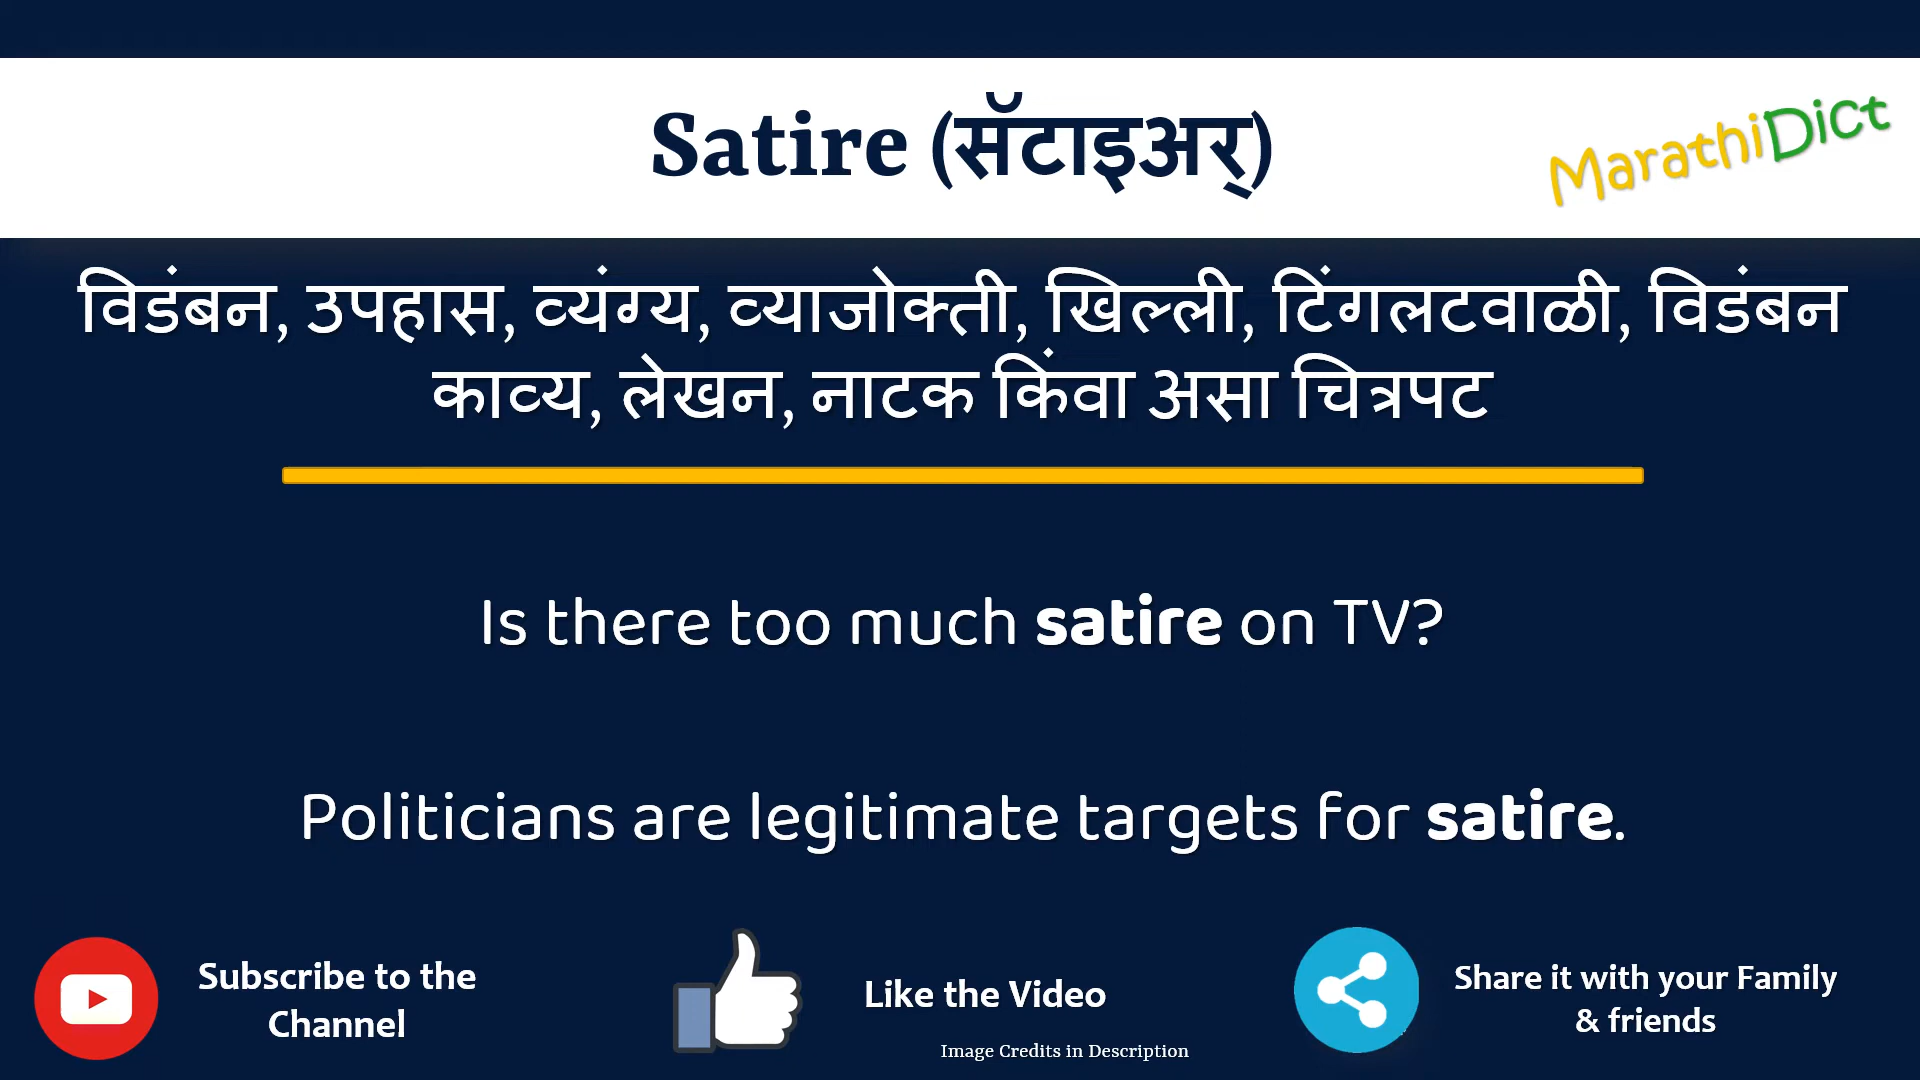 Satire (सॅटाइअर्)
MarathiDict
विडंबन, उपहास, व्यंग्य, व्याजोक्ती, खिल्ली, टिंगलटवाळी, विडंबन
काव्य, लेखन, नाटक किंवा असा चित्रपट
Is there too much satire on TV?
Politicians are legitimate targets for satire.
Subscribe to the
Channel
Like the Video
Share it with your Family
& friends
Image Credits in Description